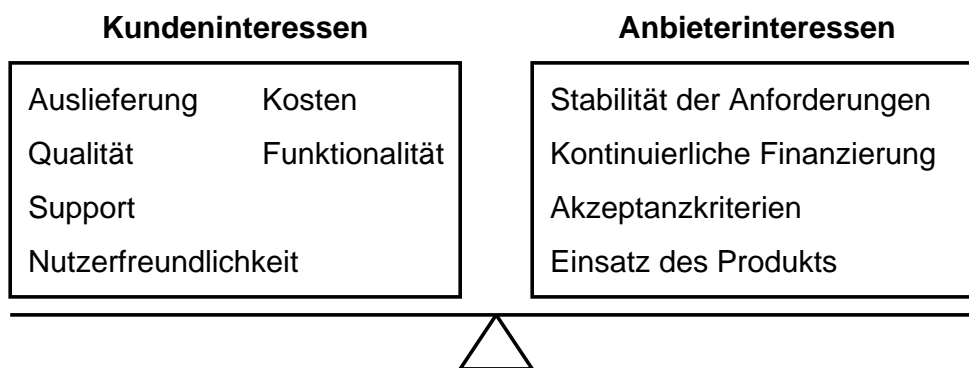 Kundeninteressen
Auslieferung Kosten
Qualität Funktionalität
Support
Nutzerfreundlichkeit
Anbieterinteressen
Stabilität der Anforderungen
Kontinuierliche Finanzierung
Akzeptanzkriterien
Einsatz des Produkts